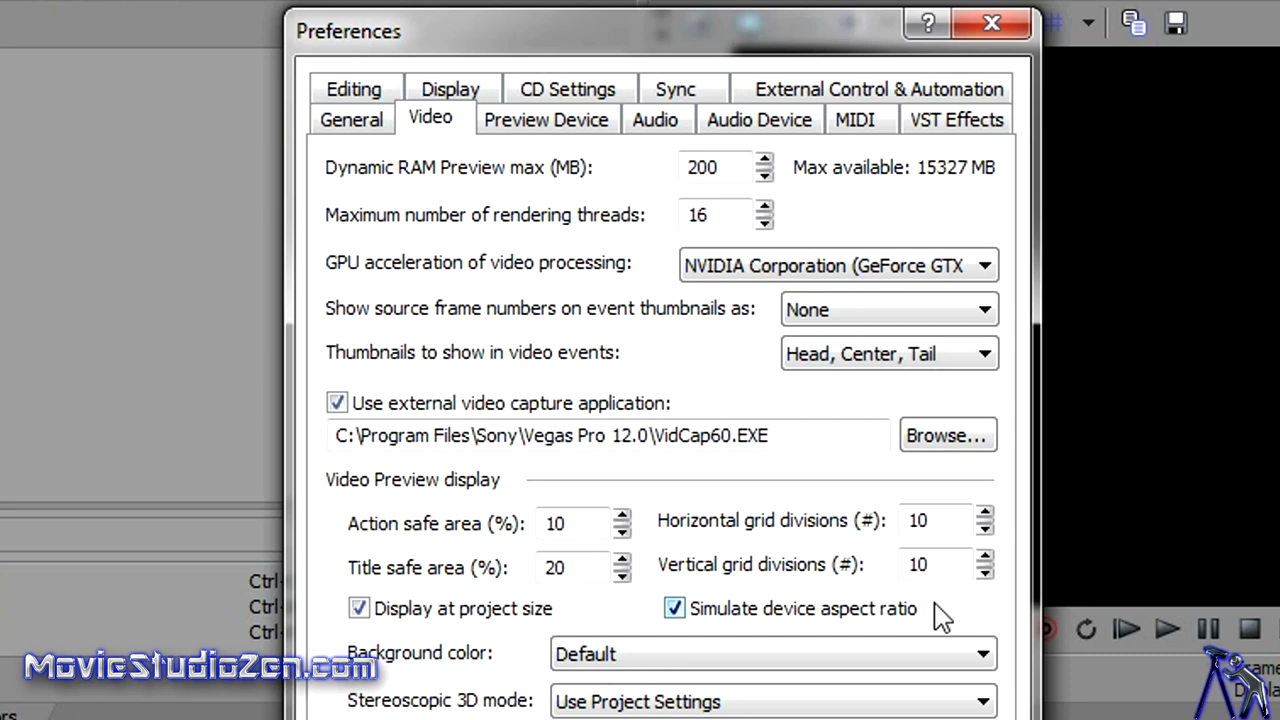 Preferences
Editing Display CD Settings Sync External Control & Automation
General Video Preview Device Audio Audio Device MIDI VST Effects
Dynamic RAM Preview max (MB): 200 Max available: 15327 MB
Maximum number of rendering threads: 16
GPU acceleration of video processing: NVIDIA Corporation (GeForce GTX
Show source frame numbers on event thumbnails as: None
Thumbnails to show in video events: Head, Center, Tail
Use external video capture application:
C:\Program Files\Sony\Vegas Pro 12.0\VidCap60.EXE Browse...
Video Preview display
Action safe area (%): 10 Horizontal grid divisions (#): 10
Title safe area (%): 20 Vertical grid divisions (#): 10
Display at project size Simulate device aspect ratio
Background color: Default
Stereoscopic 3D mode: Use Project Settings
Ctrl-
Ctrl-
Ctrl-
MovieStudioZen.com